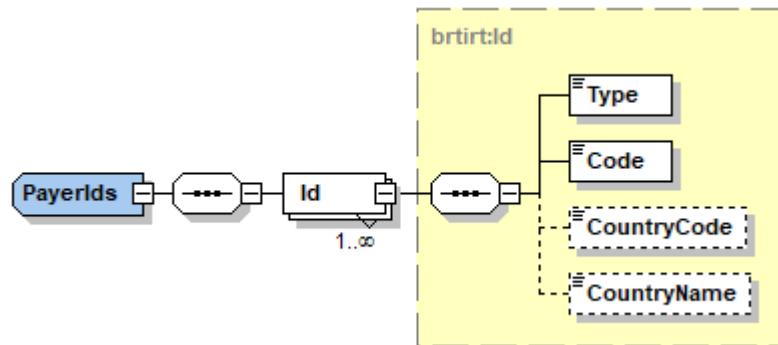 brtirt:Id
Type
PayerIds
Id
Code
1..∞
CountryCode
CountryName